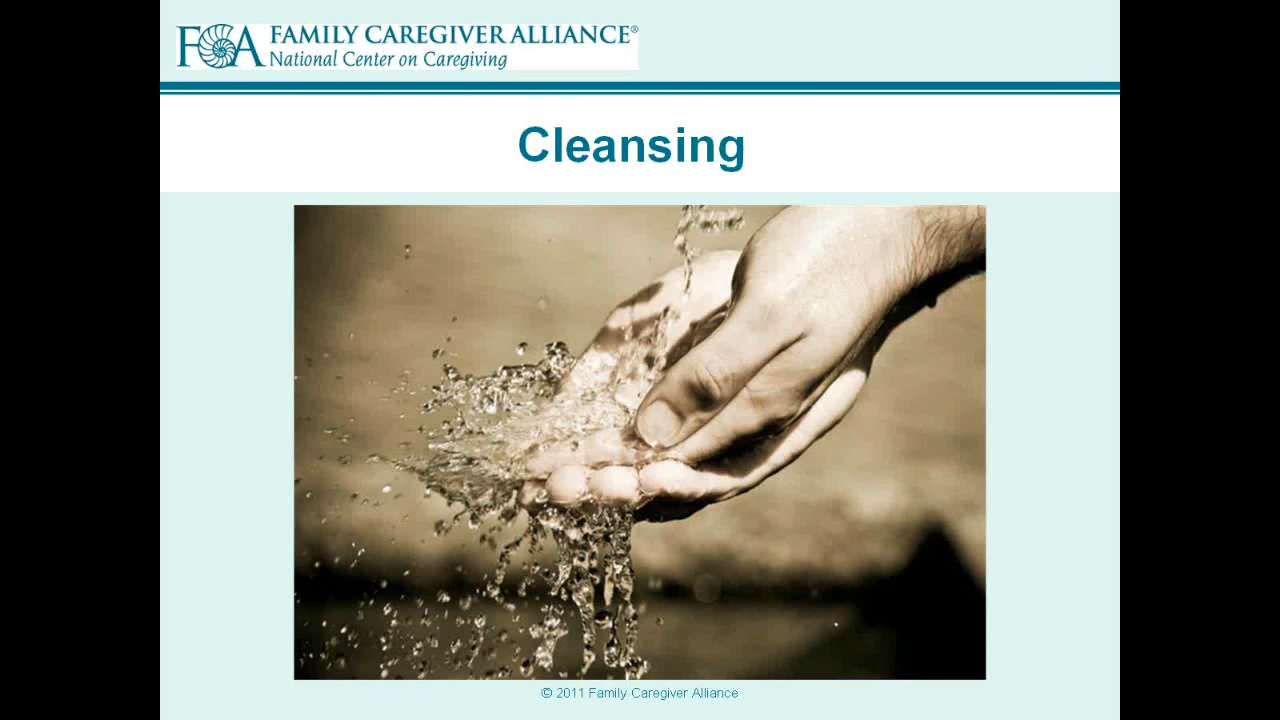 FCA FAMILY CAREGIVER ALLIANCE®
National Center on Caregiving
Cleansing
© 2011 Family Caregiver Alliance